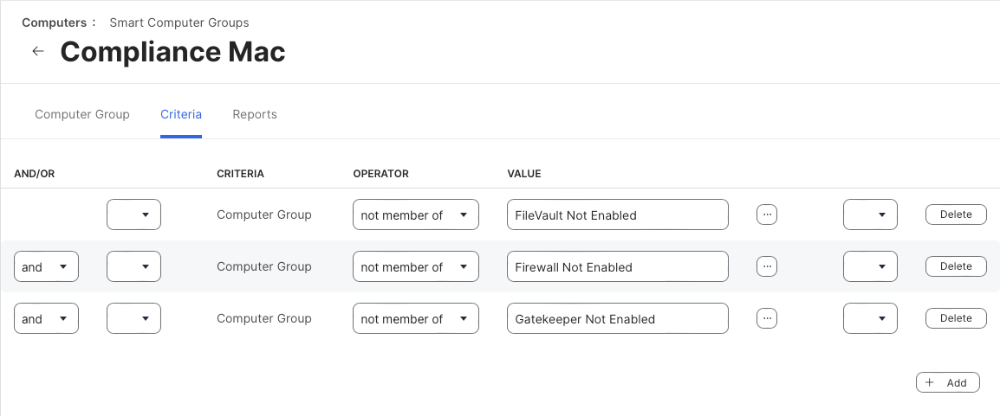 Computers : Smart Computer Groups
← Compliance Mac
Computer Group Criteria Reports
AND/OR CRITERIA OPERATOR VALUE
Computer Group not member of FileVault Not Enabled ... Delete
and Computer Group not member of Firewall Not Enabled ... Delete
and Computer Group not member of Gatekeeper Not Enabled ... Delete
+ Add